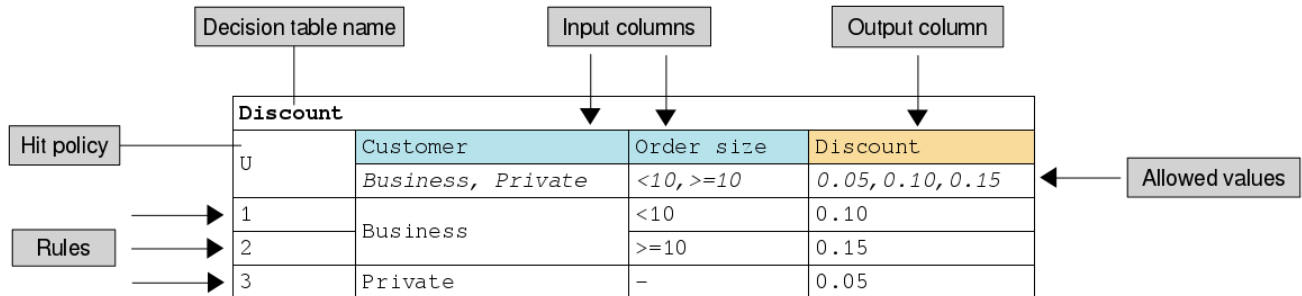 Decision table name Input columns Output column
Discount
Hit policy
U Customer Order size Discount
Business, Private <10,>=10 0.05,0.10,0.15
Allowed values
1 Business <10 0.10
Rules
2 >=10 0.15
3 Private – 0.05